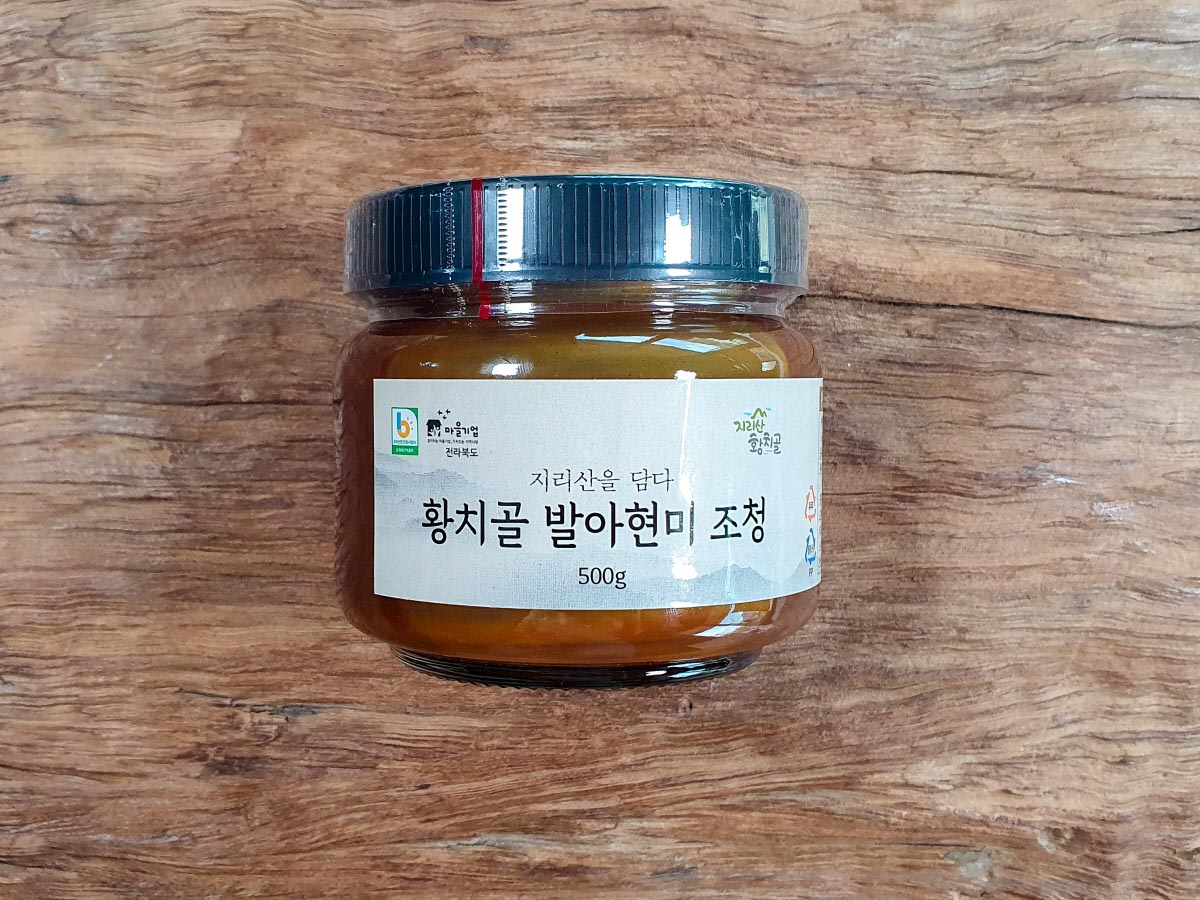 마을기업
전라북도
지리산
황치골
지리산을 담다
황치골 발아현미 조청
500g
PP